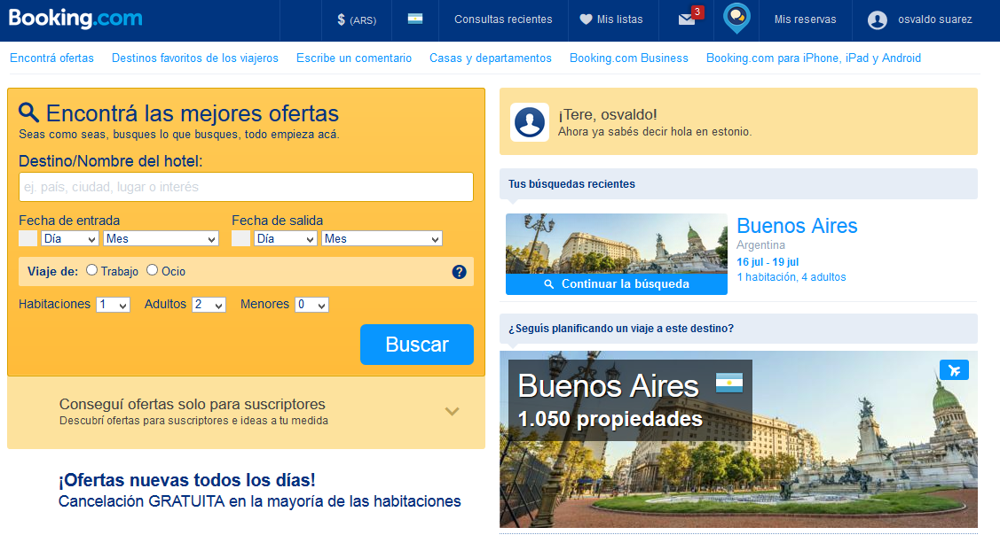 Booking.com
$ (ARS)
Consultas recientes
Mis listas
3
Mis reservas
osvaldo suarez
Encontrá ofertas
Destinos favoritos de los viajeros
Escribe un comentario
Casas y departamentos
Booking.com Business
Booking.com para iPhone, iPad y Android
Encontrá las mejores ofertas
Seas como seas, busques lo que busques, todo empieza acá.
Destino/Nombre del hotel:
ej. país, ciudad, lugar o interés
Fecha de entrada
Fecha de salida
Día
Mes
Día
Mes
Viaje de:
Trabajo
Ocio
?
Habitaciones
1
Adultos
2
Menores
0
Buscar
Conseguí ofertas solo para suscriptores
Descubrí ofertas para suscriptores e ideas a tu medida
¡Ofertas nuevas todos los días!
Cancelación GRATUITA en la mayoría de las habitaciones
¡Tere, osvaldo!
Ahora ya sabés decir hola en estonio.
Tus búsquedas recientes
Continuar la búsqueda
Buenos Aires
Argentina
16 jul - 19 jul
1 habitación, 4 adultos
¿Seguís planificando un viaje a este destino?
Buenos Aires
1.050 propiedades